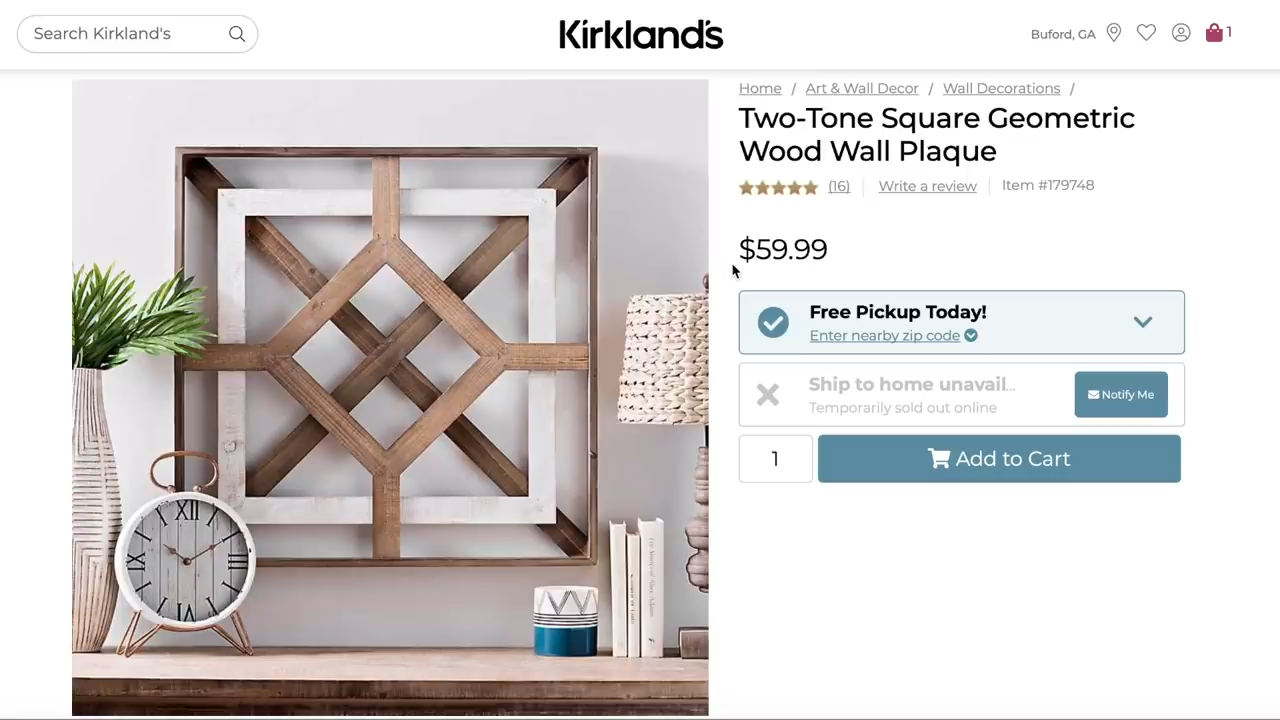 Search Kirkland's
Kirkland's
Buford, GA
1
Home / Art & Wall Decor / Wall Decorations /
Two-Tone Square Geometric
Wood Wall Plaque
(16)
Write a review
Item #179748
$59.99
Free Pickup Today!
Enter nearby zip code
Ship to home unavail...
Temporarily sold out online
Notify Me
1
Add to Cart
XII